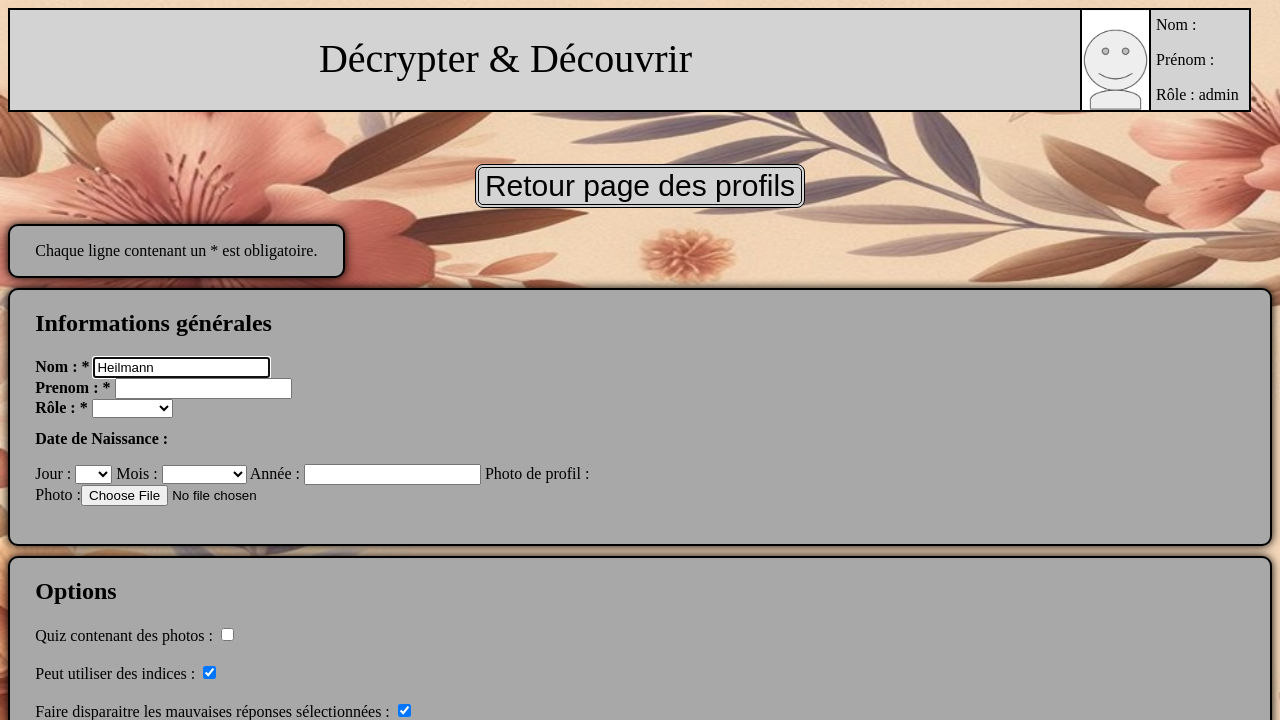 Décrypter & Découvrir
Nom :
Prénom :
Rôle : admin
Retour page des profils
Chaque ligne contenant un * est obligatoire.
Informations générales
Nom : * Heilmann
Prenom : *
Rôle : *
Date de Naissance :
Jour : Mois : Année : Photo de profil :
Photo : Choose File No file chosen
Options
Quiz contenant des photos :
Peut utiliser des indices :
Faire disparaitre les mauvaises réponses sélectionnées :